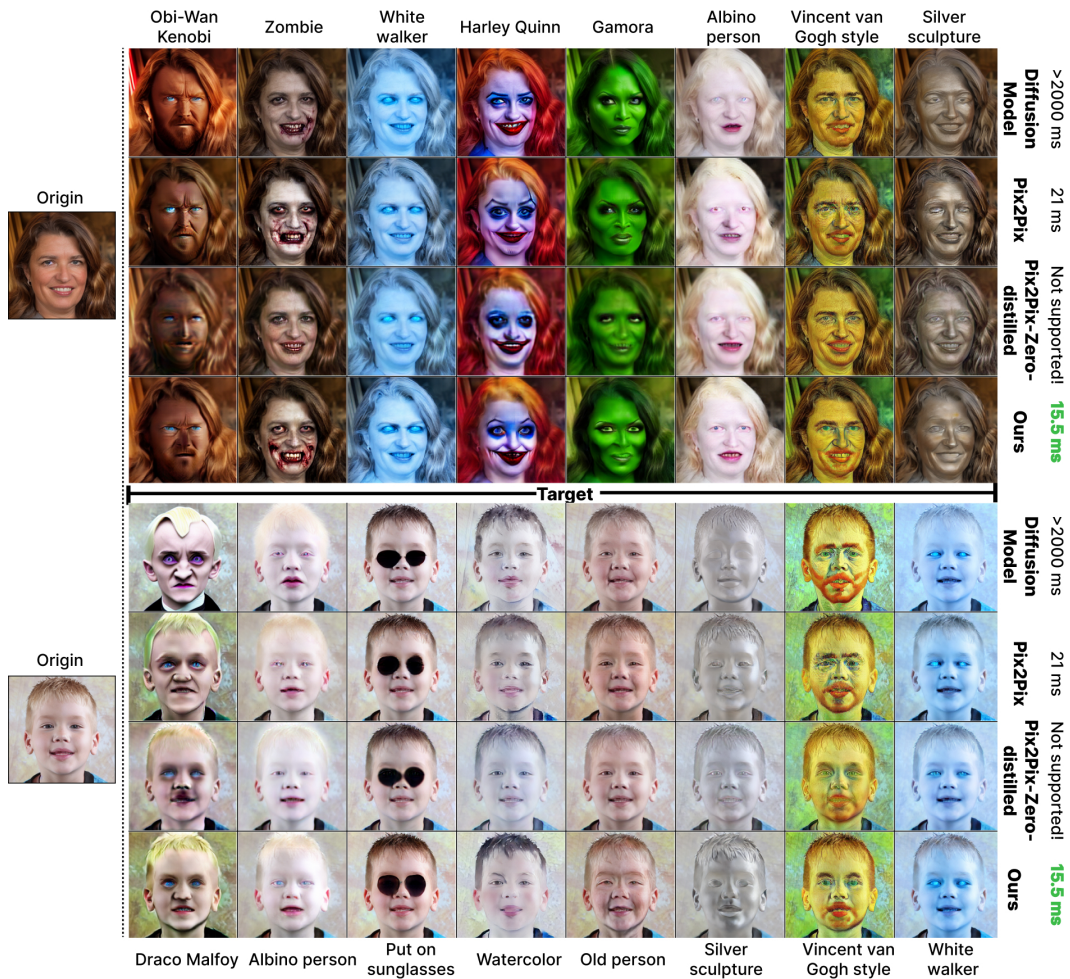 Obi-Wan
Kenobi
Zombie
White
walker
Harley Quinn
Gamora
Albino
person
Vincent van
Gogh style
Silver
sculpture
Origin
Diffusion
Model
>2000 ms
Pix2Pix
21 ms
Pix2Pix-Zero-
distilled
Not supported!
Ours
15.5 ms
Target
Origin
Diffusion
Model
>2000 ms
Pix2Pix
21 ms
Pix2Pix-Zero-
distilled
Not supported!
Ours
15.5 ms
Draco Malfoy
Albino person
Put on
sunglasses
Watercolor
Old person
Silver
sculpture
Vincent van
Gogh style
White
walker